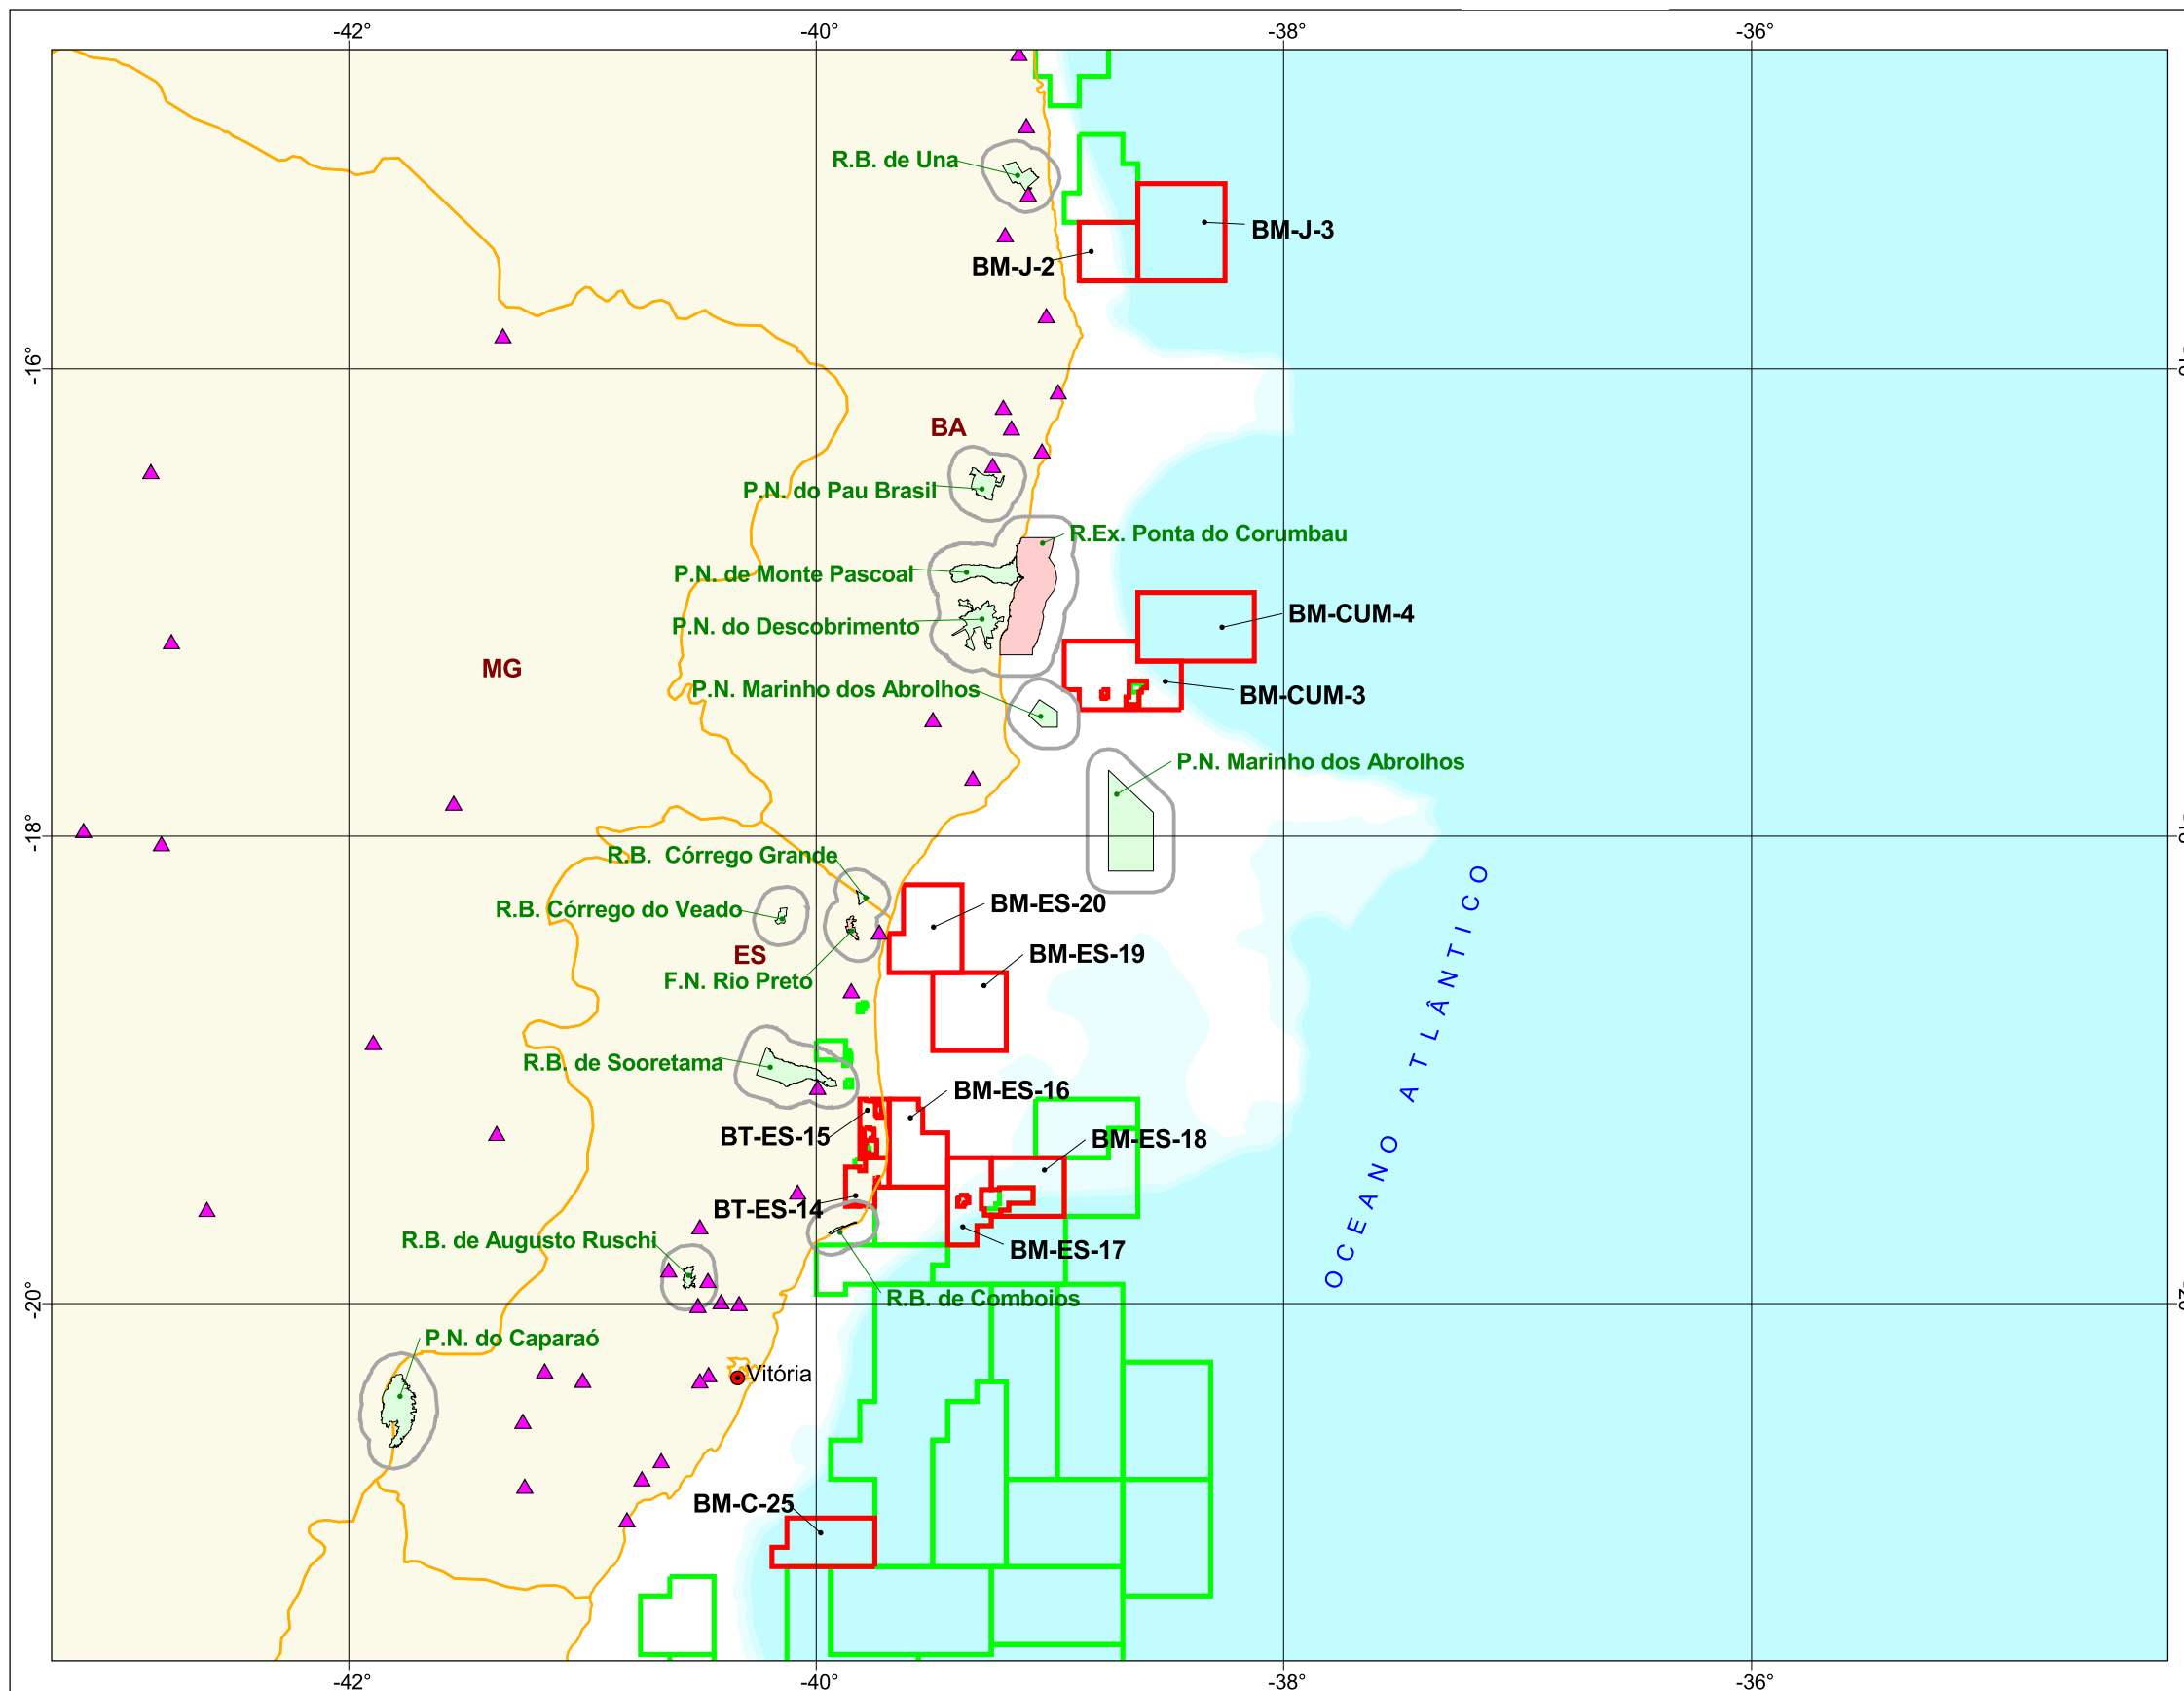 -42°
-40°
-38°
-36°
R.B. de Una
BM-J-3
BM-J-2
-16°
BA
P.N. do Pau Brasil
R.Ex. Ponta do Corumbau
P.N. de Monte Pascoal
BM-CUM-4
P.N. do Descobrimento
MG
P.N. Marinho dos Abrolhos
BM-CUM-3
P.N. Marinho dos Abrolhos
-18°
R.B. Córrego Grande
BM-ES-20
R.B. Córrego do Veado
ES
BM-ES-19
F.N. Rio Preto
OCEANO ATLÂNTICO
R.B. de Sooretama
BM-ES-16
BT-ES-15
BM-ES-18
BT-ES-14
R.B. de Augusto Ruschi
BM-ES-17
R.B. de Comboios
-20°
P.N. do Caparaó
Vitória
BM-C-25
-42°
-40°
-38°
-36°